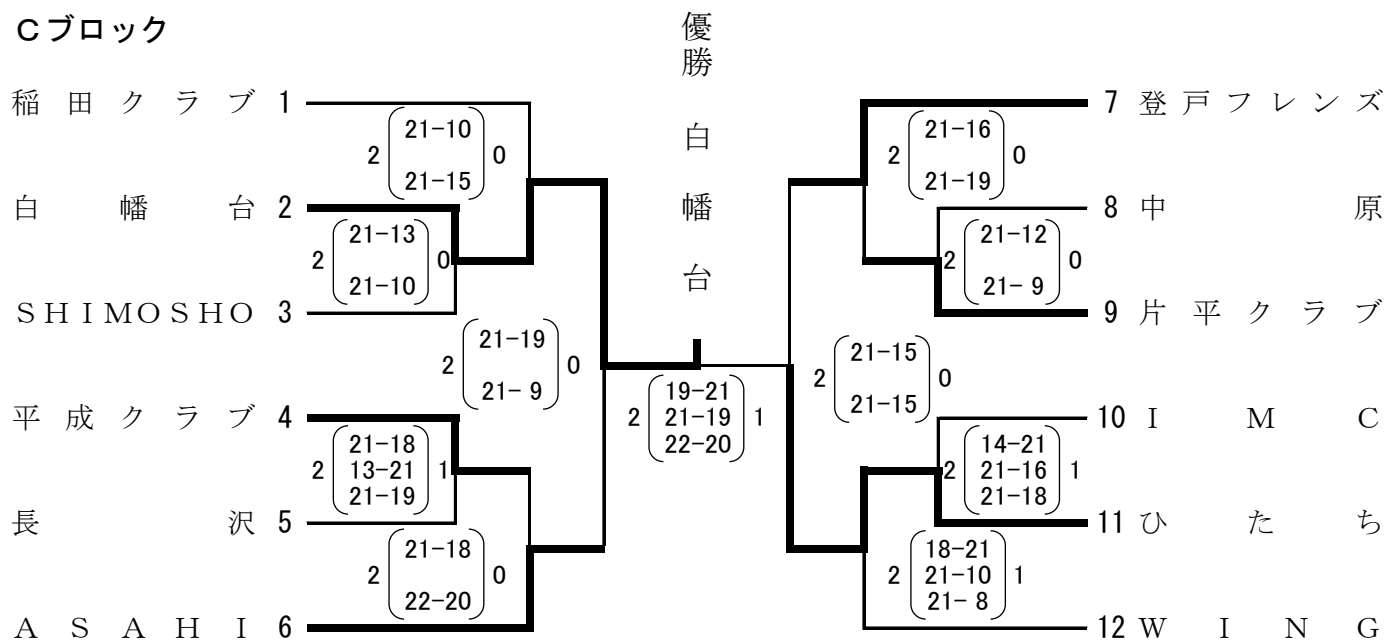 Cブロック
優勝 白幡台
稲田クラブ 1
2 21-10 0
21-15
白幡台 2
2 21-13 0
21-10
SHIMOSHO 3
2 21-19 0
21- 9
平成クラブ 4
2 21-18 1
13-21
21-19
長沢 5
2 21-18 0
22-20
ASAHI 6
2 19-21 1
21-19
22-20
7 登戸フレンズ
2 21-16 0
21-19
8 中原
2 21-12 0
21- 9
9 片平クラブ
2 21-15 0
21-15
10 IMC
2 14-21 1
21-16
21-18
11 ひたち
2 18-21 1
21-10
21- 8
12 WING